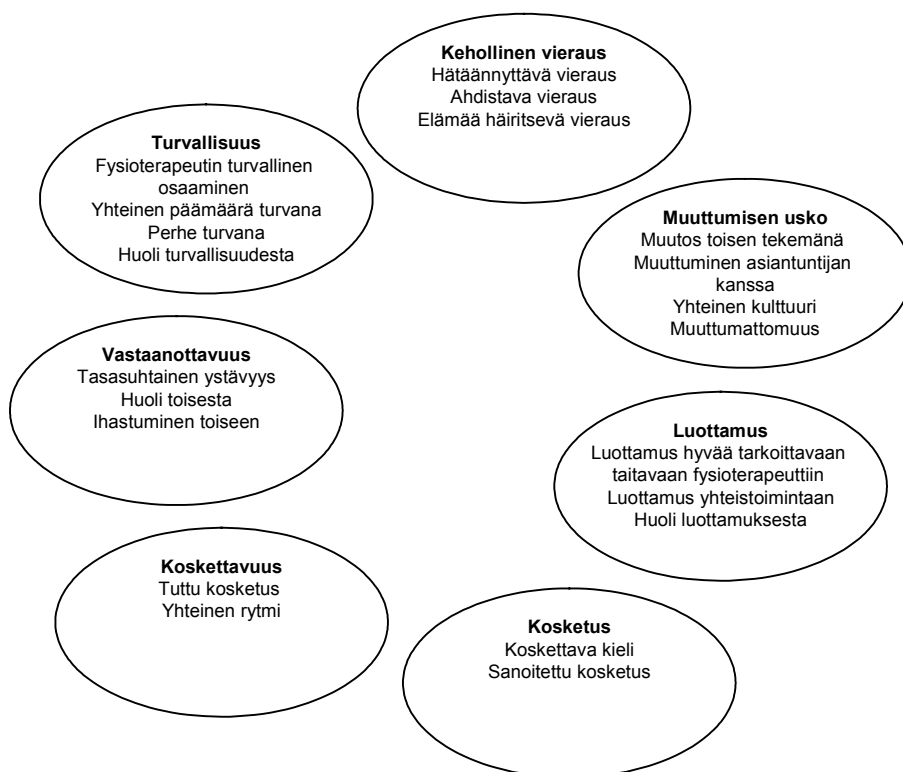 Kehollinen vieraus
Hätäännyttävä vieraus
Ahdistava vieraus
Elämää häiritsevä vieraus
Turvallisuus
Fysioterapeutin turvallinen
osaaminen
Yhteinen päämäärä turvana
Perhe turvana
Huoli turvallisuudesta
Muuttumisen usko
Muutos toisen tekemänä
Muuttuminen asiantuntijan
kanssa
Yhteinen kulttuuri
Muuttumattomuus
Vastaanottavuus
Tasasuhtainen ystävyys
Huoli toisesta
Ihastuminen toiseen
Luottamus
Luottamus hyvää tarkoittavaan
taitavaan fysioterapeuttiin
Luottamus yhteistoimintaan
Huoli luottamuksesta
Koskettavuus
Tuttu kosketus
Yhteinen rytmi
Kosketus
Koskettava kieli
Sanoitettu kosketus